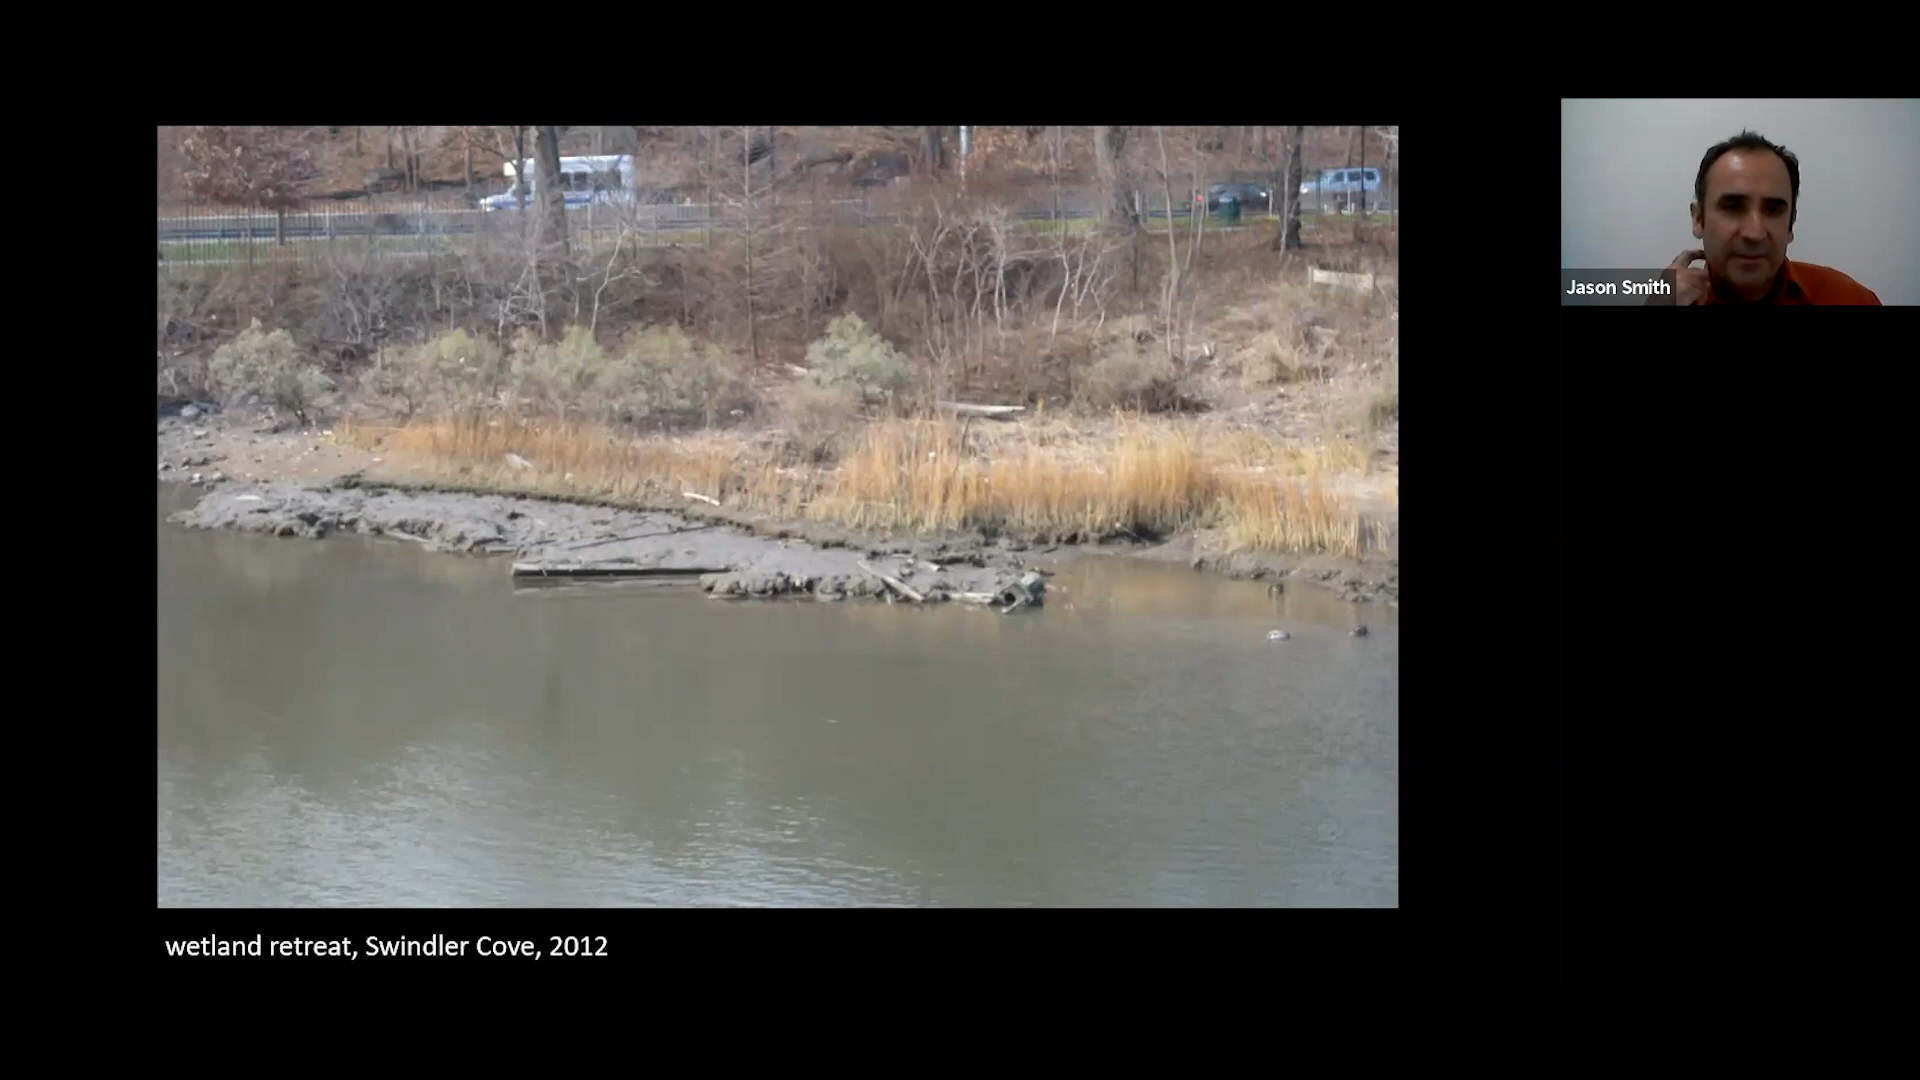 Jason Smith
wetland retreat, Swindler Cove, 2012